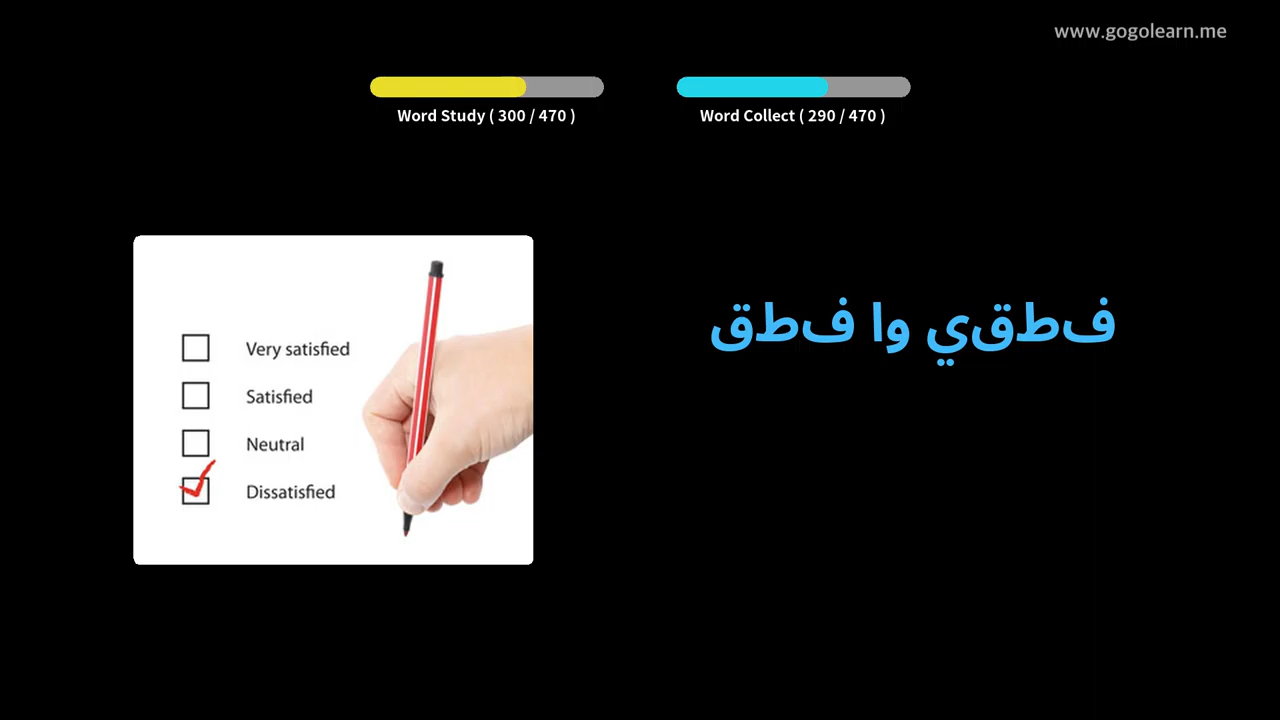 www.gogolearn.me
Word Study ( 300 / 470 )
Word Collect ( 290 / 470 )
Very satisfied
Satisfied
Neutral
Dissatisfied
فطقي وا فطق